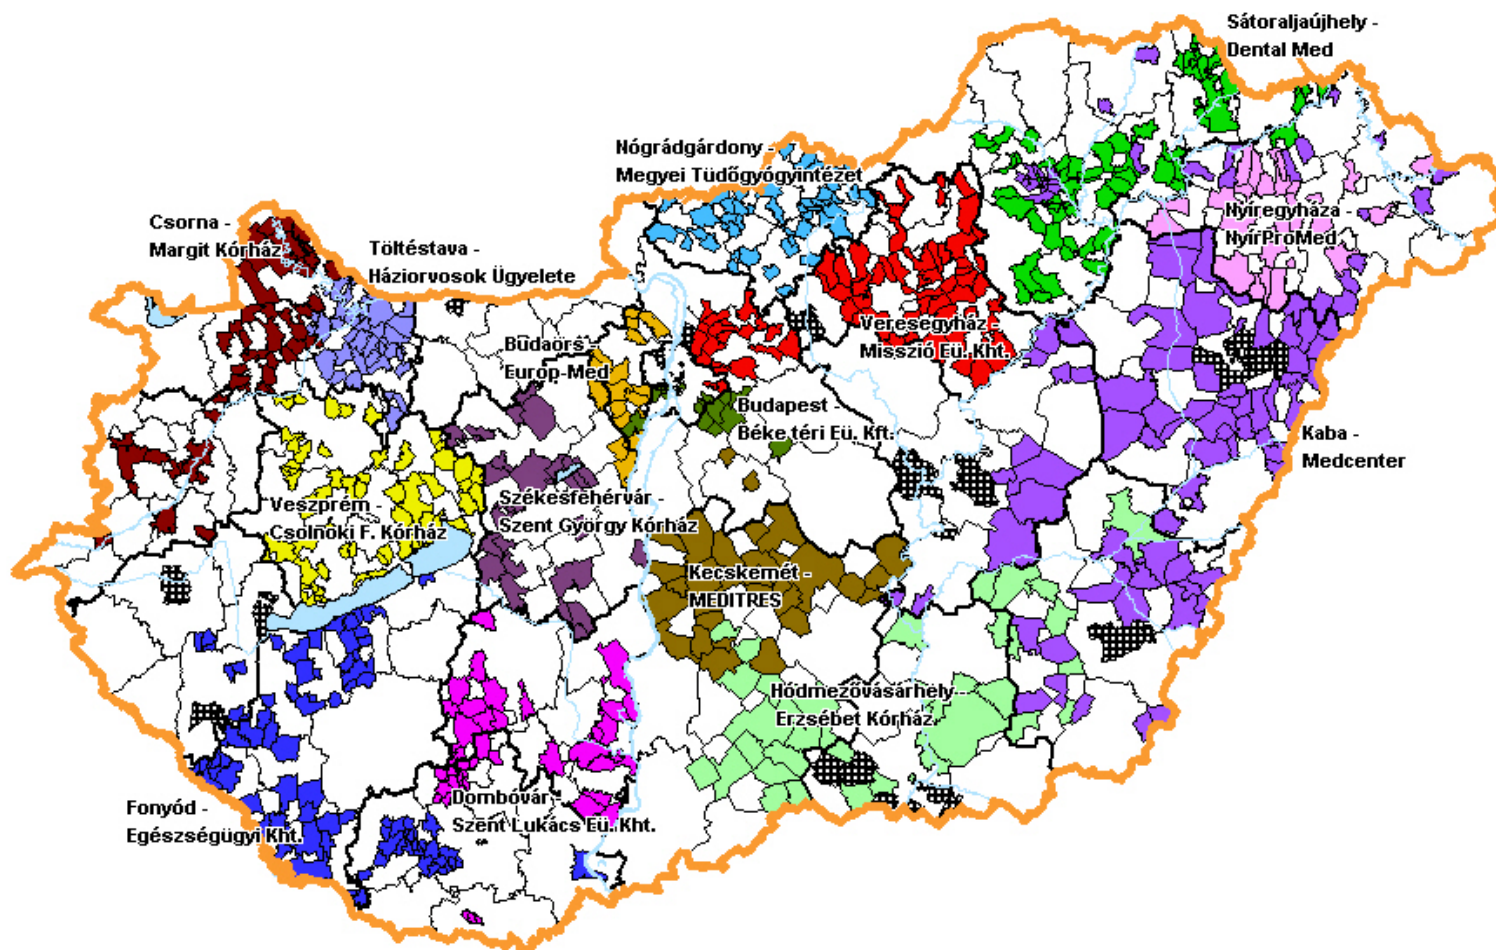 Sátoraljaújhely -
Dental Med
Nógrádgárdony -
Megyei Tüdőgyógyintézet
Csorna -
Margit Kórház
Töltéstava -
Háziorvosok Ügyelete
Nyíregyháza -
NyírProMed
Veresegyház -
Misszió Eü. Kht.
Budaörs -
Europ-Med
Budapest -
Béke téri Eü. Kft.
Kaba -
Medcenter
Veszprém -
Csolnóki F. Kórház
Székesfehérvár -
Szent György Kórház
Kecskemét -
MEDITRES
Hódmezővásárhely -
Erzsébet Kórház
Dombóvár -
Szent Lukács Eü. Kht.
Fonyód -
Egészségügyi Kht.